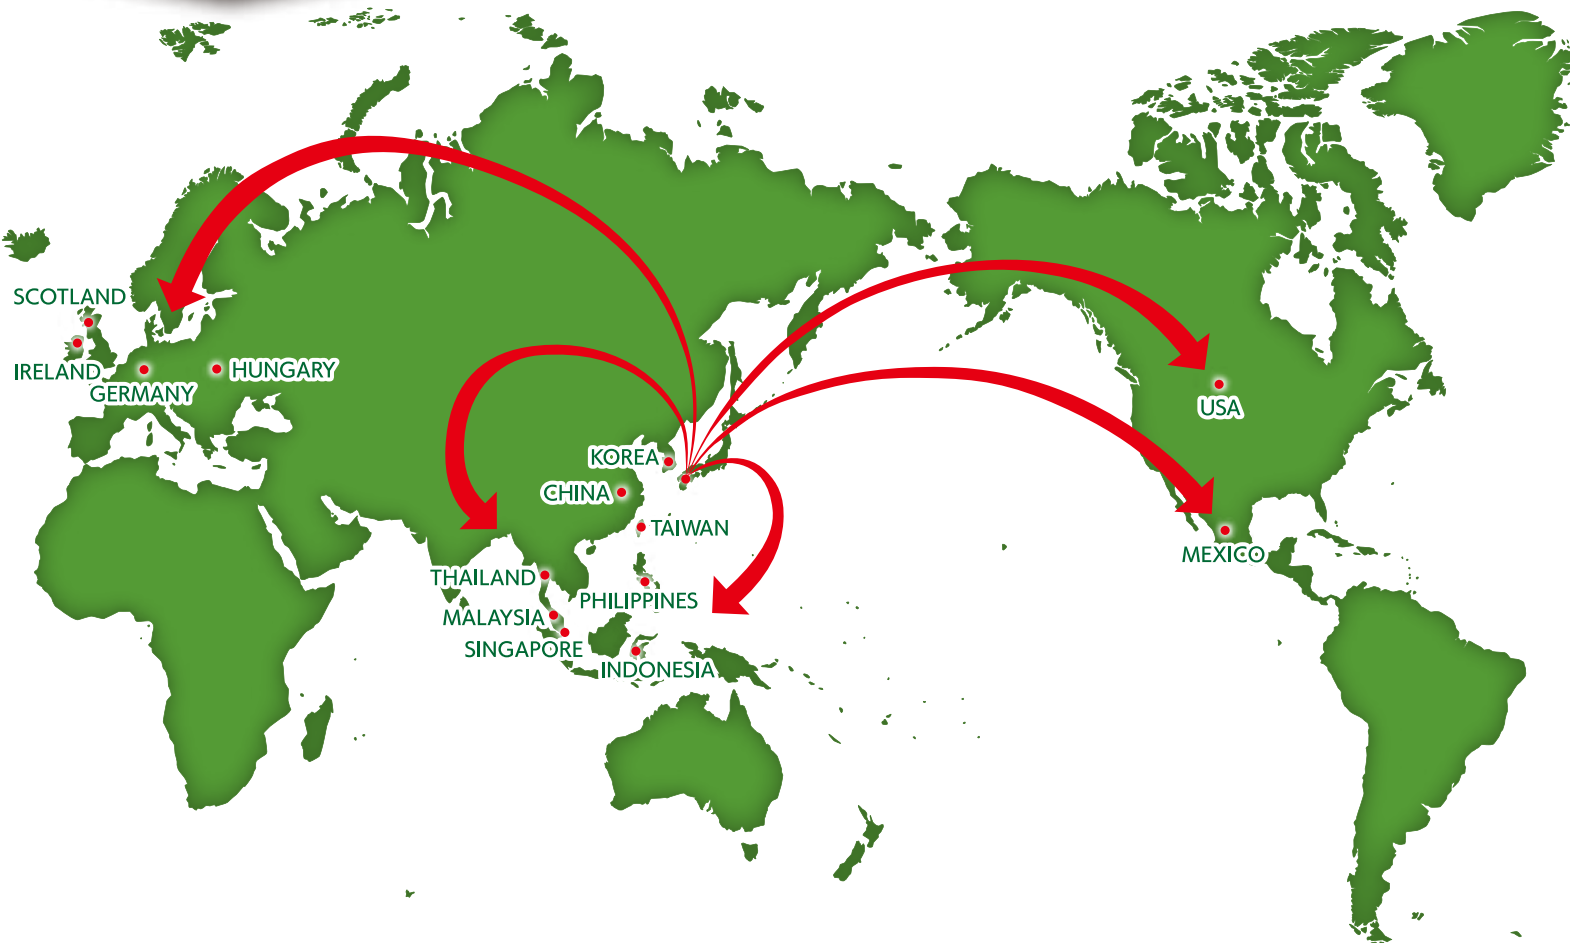 SCOTLAND
IRELAND
GERMANY
HUNGARY
USA
KOREA
CHINA
TAIWAN
MEXICO
THAILAND
PHILIPPINES
MALAYSIA
SINGAPORE
INDONESIA